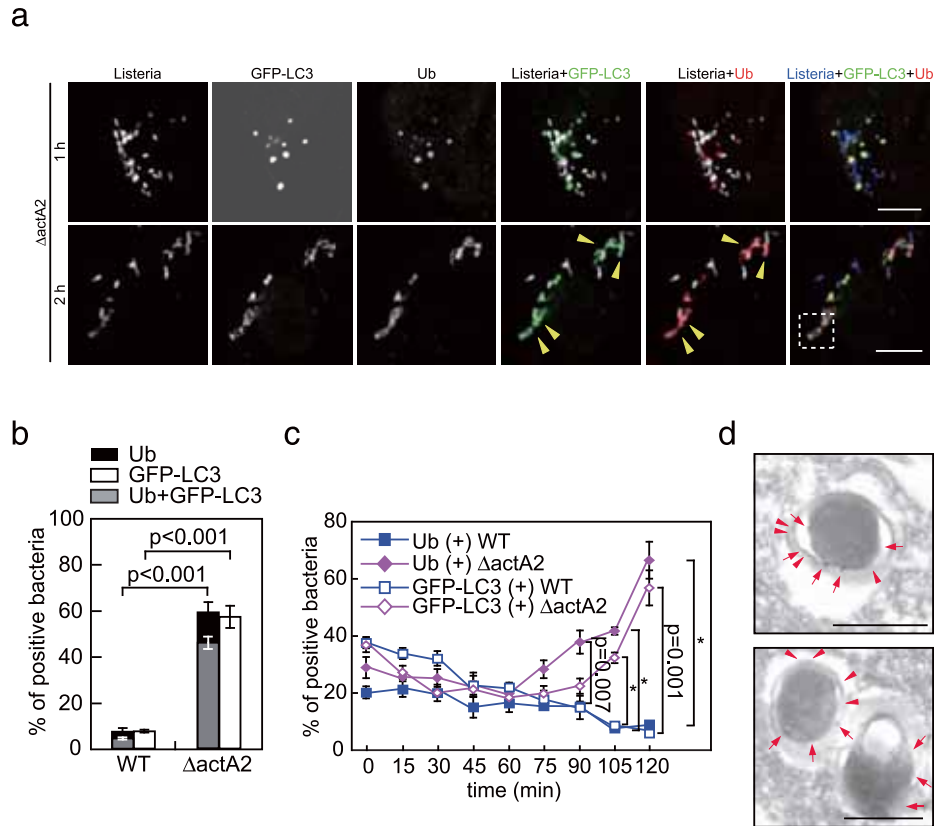 a
Listeria GFP-LC3 Ub Listeria+GFP-LC3 Listeria+Ub Listeria+GFP-LC3+Ub
ΔactA2
1 h
2 h
b
Ub
GFP-LC3
Ub+GFP-LC3
% of positive bacteria
100
80
60
40
20
0
p<0.001
p<0.001
WT ΔactA2
c
% of positive bacteria
80
60
40
20
0
Ub (+) WT
Ub (+) ΔactA2
GFP-LC3 (+) WT
GFP-LC3 (+) ΔactA2
p=0.007
*
*
p=0.001
*
0 15 30 45 60 75 90 105 120
time (min)
d